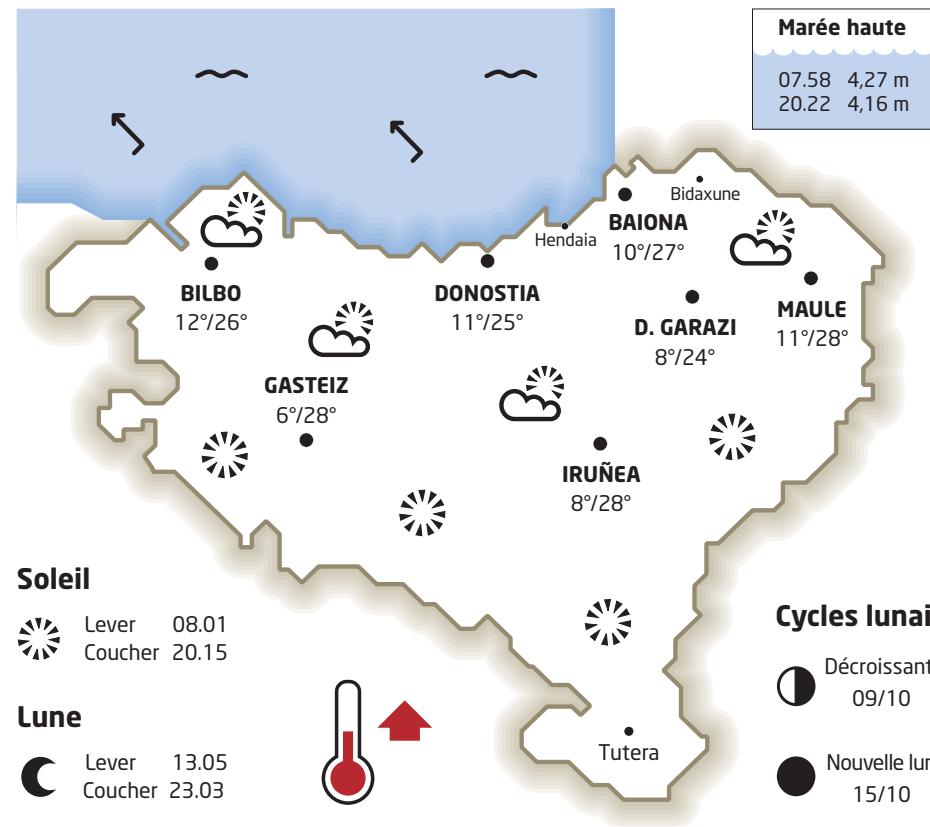 Marée haute
07.58 4,27 m
20.22 4,16 m
Bidaxune
BAIONA
10°/27°
Hendaia
BILBO
12°/26°
DONOSTIA
11°/25°
D. GARAZI
8°/24°
MAULE
11°/28°
GASTEIZ
6°/28°
IRUÑEA
8°/28°
Soleil
Lever 08.01
Coucher 20.15
Lune
Lever 13.05
Coucher 23.03
Tutera
Cycles lunai
Décroissant
09/10
Nouvelle lun
15/10